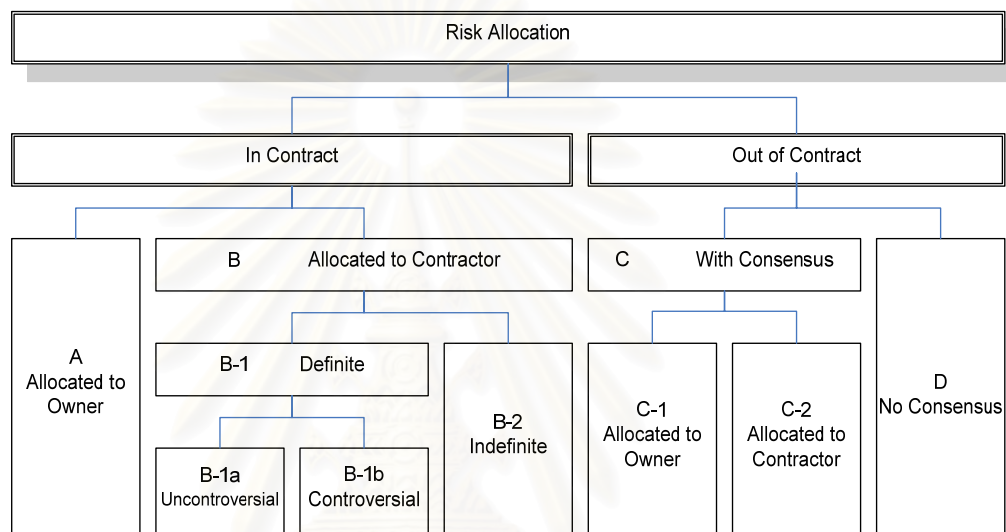 Risk Allocation
In Contract
Out of Contract
A
Allocated to
Owner
B Allocated to Contractor
C With Consensus
D
No Consensus
B-1 Definite
B-2
Indefinite
C-1
Allocated to
Owner
C-2
Allocated to
Contractor
B-1a
Uncontroversial
B-1b
Controversial